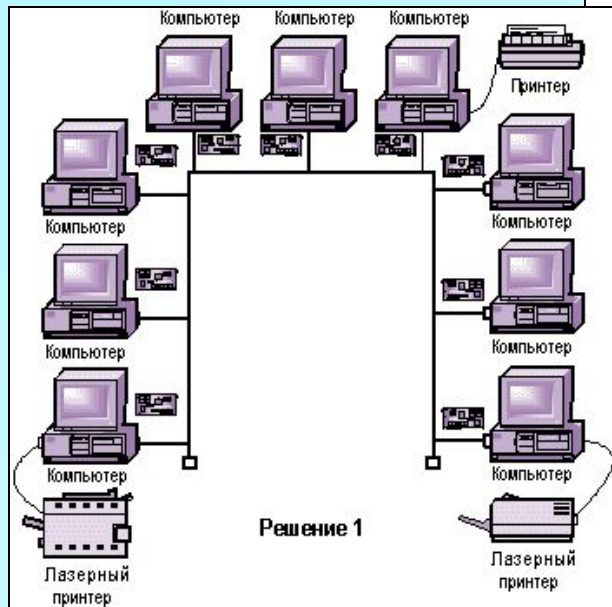 Компьютер
Компьютер
Компьютер
Принтер
Компьютер
Компьютер
Компьютер
Компьютер
Компьютер
Компьютер
Решение 1
Лазерный
принтер
Лазерный
принтер